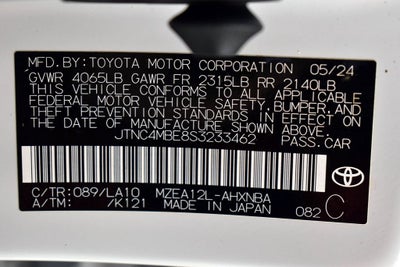 MFD.BY:TOYOTA MOTOR CORPORATION 05/24
GVWR 4065LB GAWR FR 2315LB RR 2140LB
THIS VEHICLE CONFORMS TO ALL APPLICABLE
FEDERAL MOTOR VEHICLE SAFETY,BUMPER,AND
THEFT PREVENTION STANDARDS IN EFFECT ON
THE DATE OF MANUFACTURE SHOWN ABOVE.
JTNC4MBE8S3233462 PASS.CAR
C/TR:089/LA10 MZEA12L-AHXNBA
A/TM: /K121 MADE IN JAPAN 082 C
TOYOTA